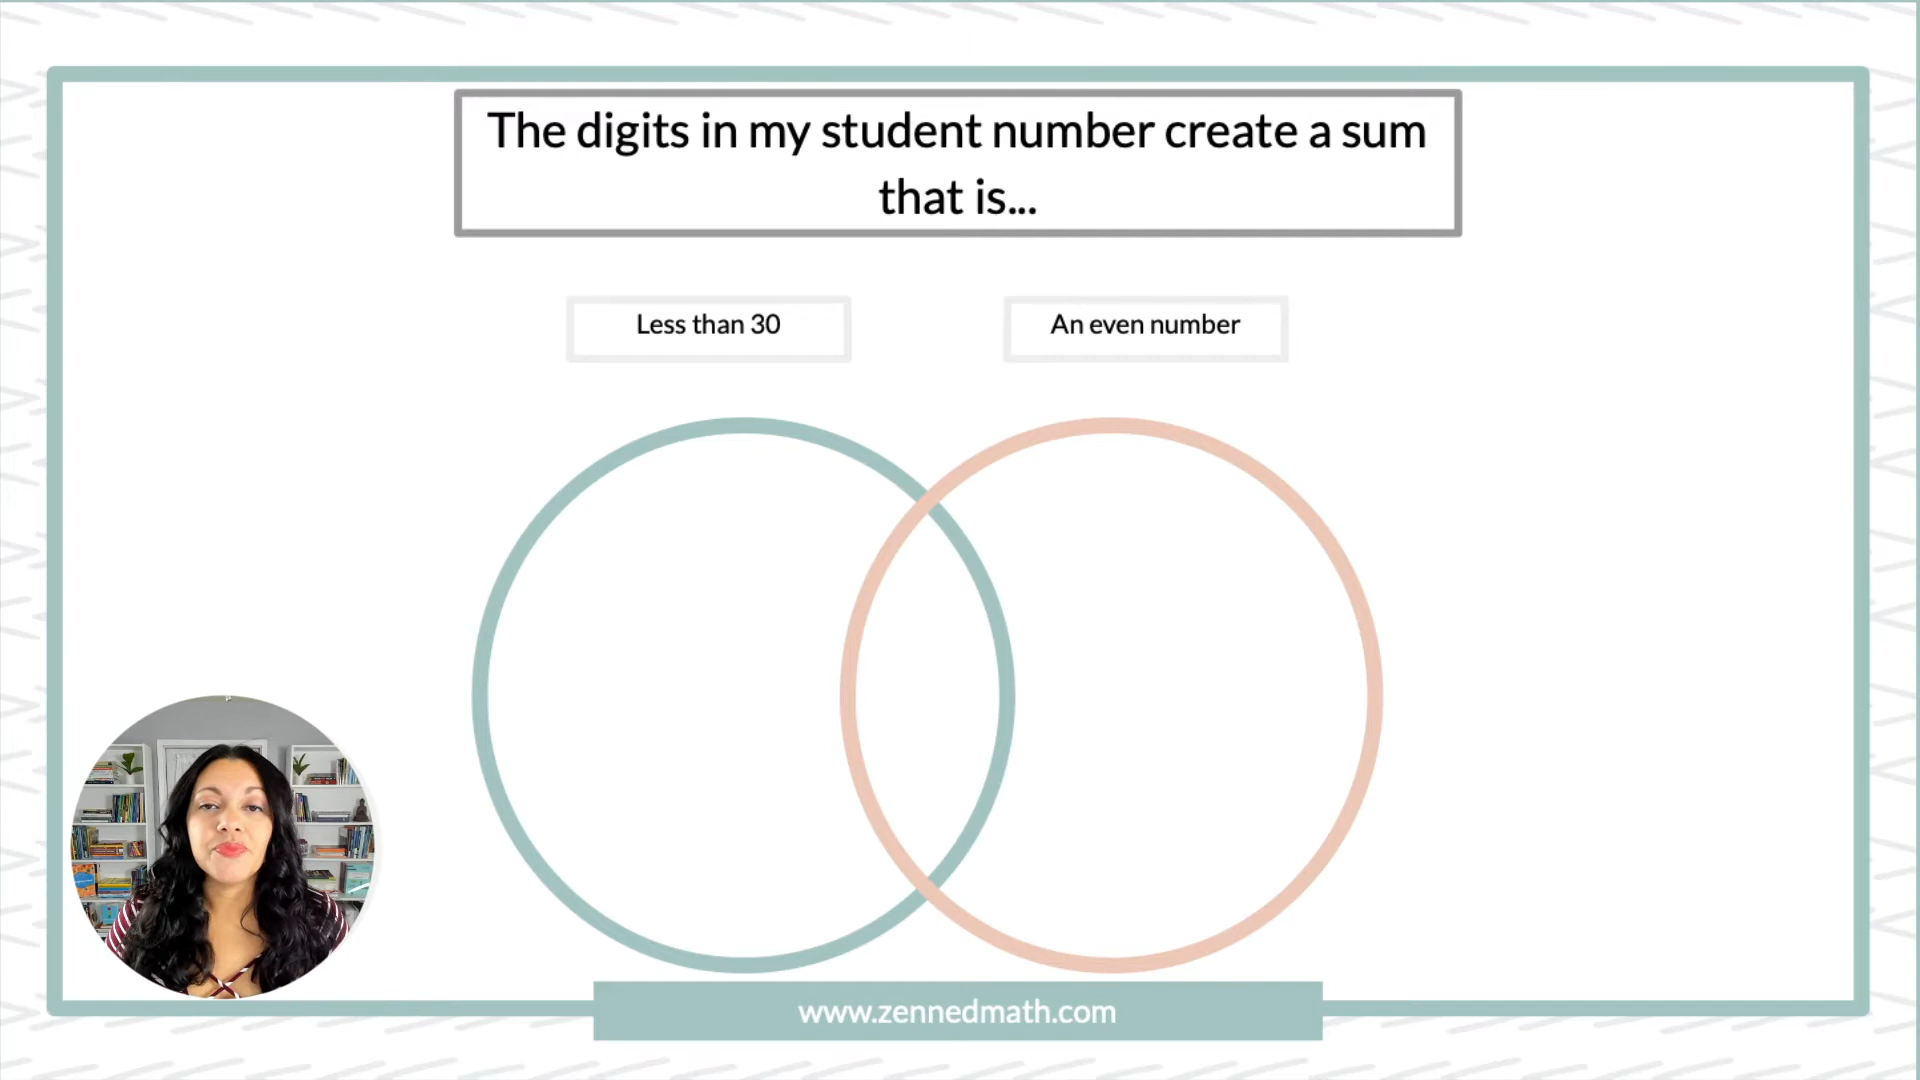 The digits in my student number create a sum
that is...
Less than 30
An even number
www.zennedmath.com